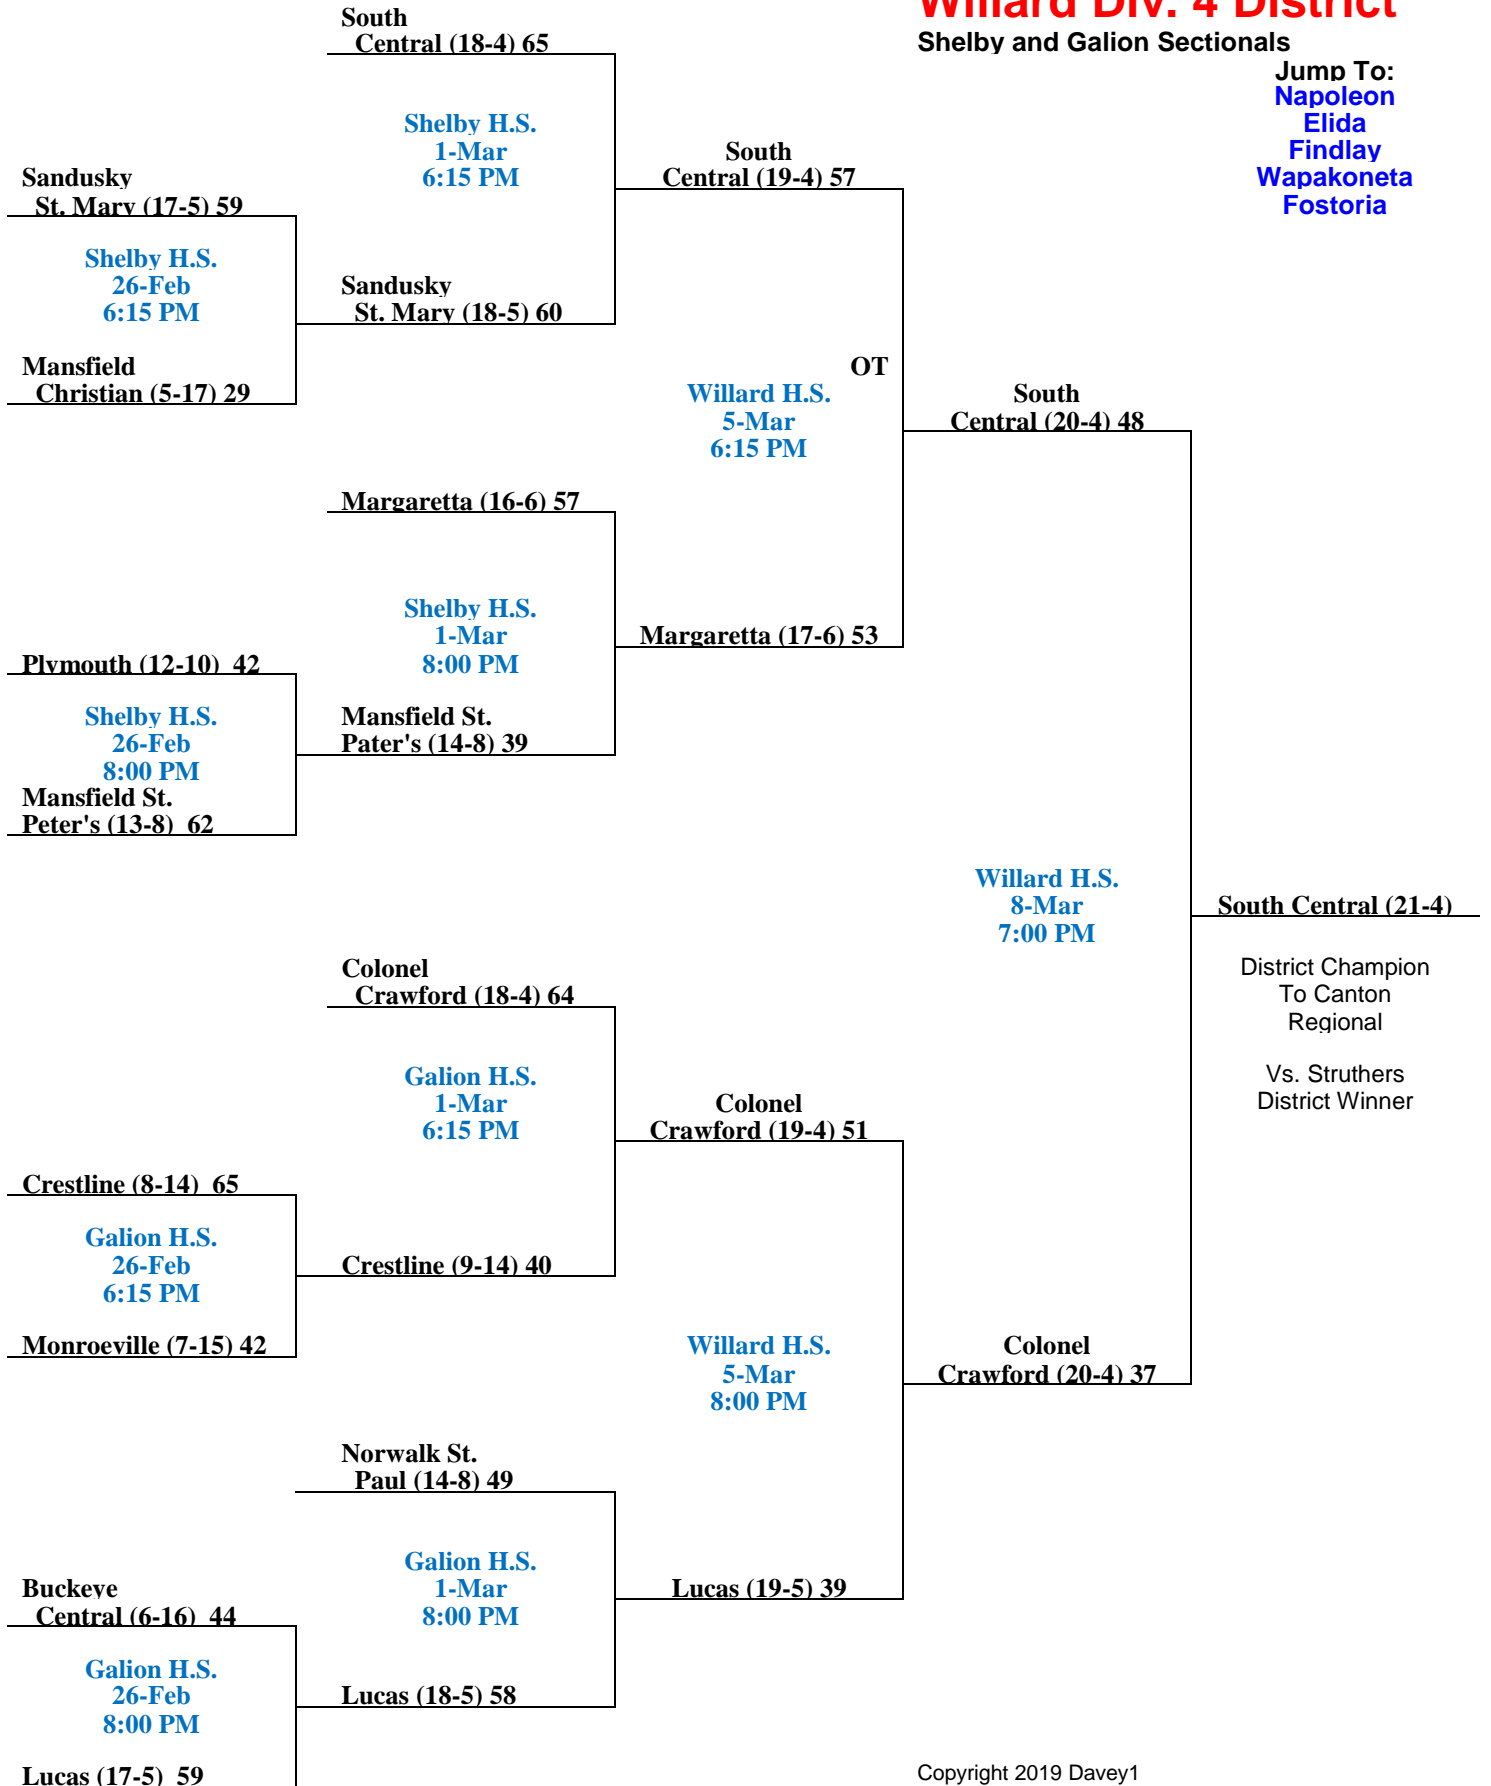 Willard Div. 4 District
Shelby and Galion Sectionals
Jump To:
Napoleon
Elida
Findlay
Wapakoneta
Fostoria
South
Central (18-4) 65
Shelby H.S.
1-Mar
6:15 PM
South
Central (19-4) 57
Sandusky
St. Mary (17-5) 59
Shelby H.S.
26-Feb
6:15 PM
Sandusky
St. Mary (18-5) 60
Mansfield
Christian (5-17) 29
OT
Willard H.S.
5-Mar
6:15 PM
South
Central (20-4) 48
Margaretta (16-6) 57
Shelby H.S.
1-Mar
8:00 PM
Margaretta (17-6) 53
Plymouth (12-10) 42
Shelby H.S.
26-Feb
8:00 PM
Mansfield St.
Pater's (14-8) 39
Mansfield St.
Peter's (13-8) 62
Willard H.S.
8-Mar
7:00 PM
South Central (21-4)
District Champion
To Canton
Regional
Vs. Struthers
District Winner
Colonel
Crawford (18-4) 64
Galion H.S.
1-Mar
6:15 PM
Colonel
Crawford (19-4) 51
Crestline (8-14) 65
Galion H.S.
26-Feb
6:15 PM
Crestline (9-14) 40
Monroeville (7-15) 42
Willard H.S.
5-Mar
8:00 PM
Colonel
Crawford (20-4) 37
Norwalk St.
Paul (14-8) 49
Galion H.S.
1-Mar
8:00 PM
Lucas (19-5) 39
Buckeye
Central (6-16) 44
Galion H.S.
26-Feb
8:00 PM
Lucas (18-5) 58
Lucas (17-5) 59
Copyright 2019 Davey1